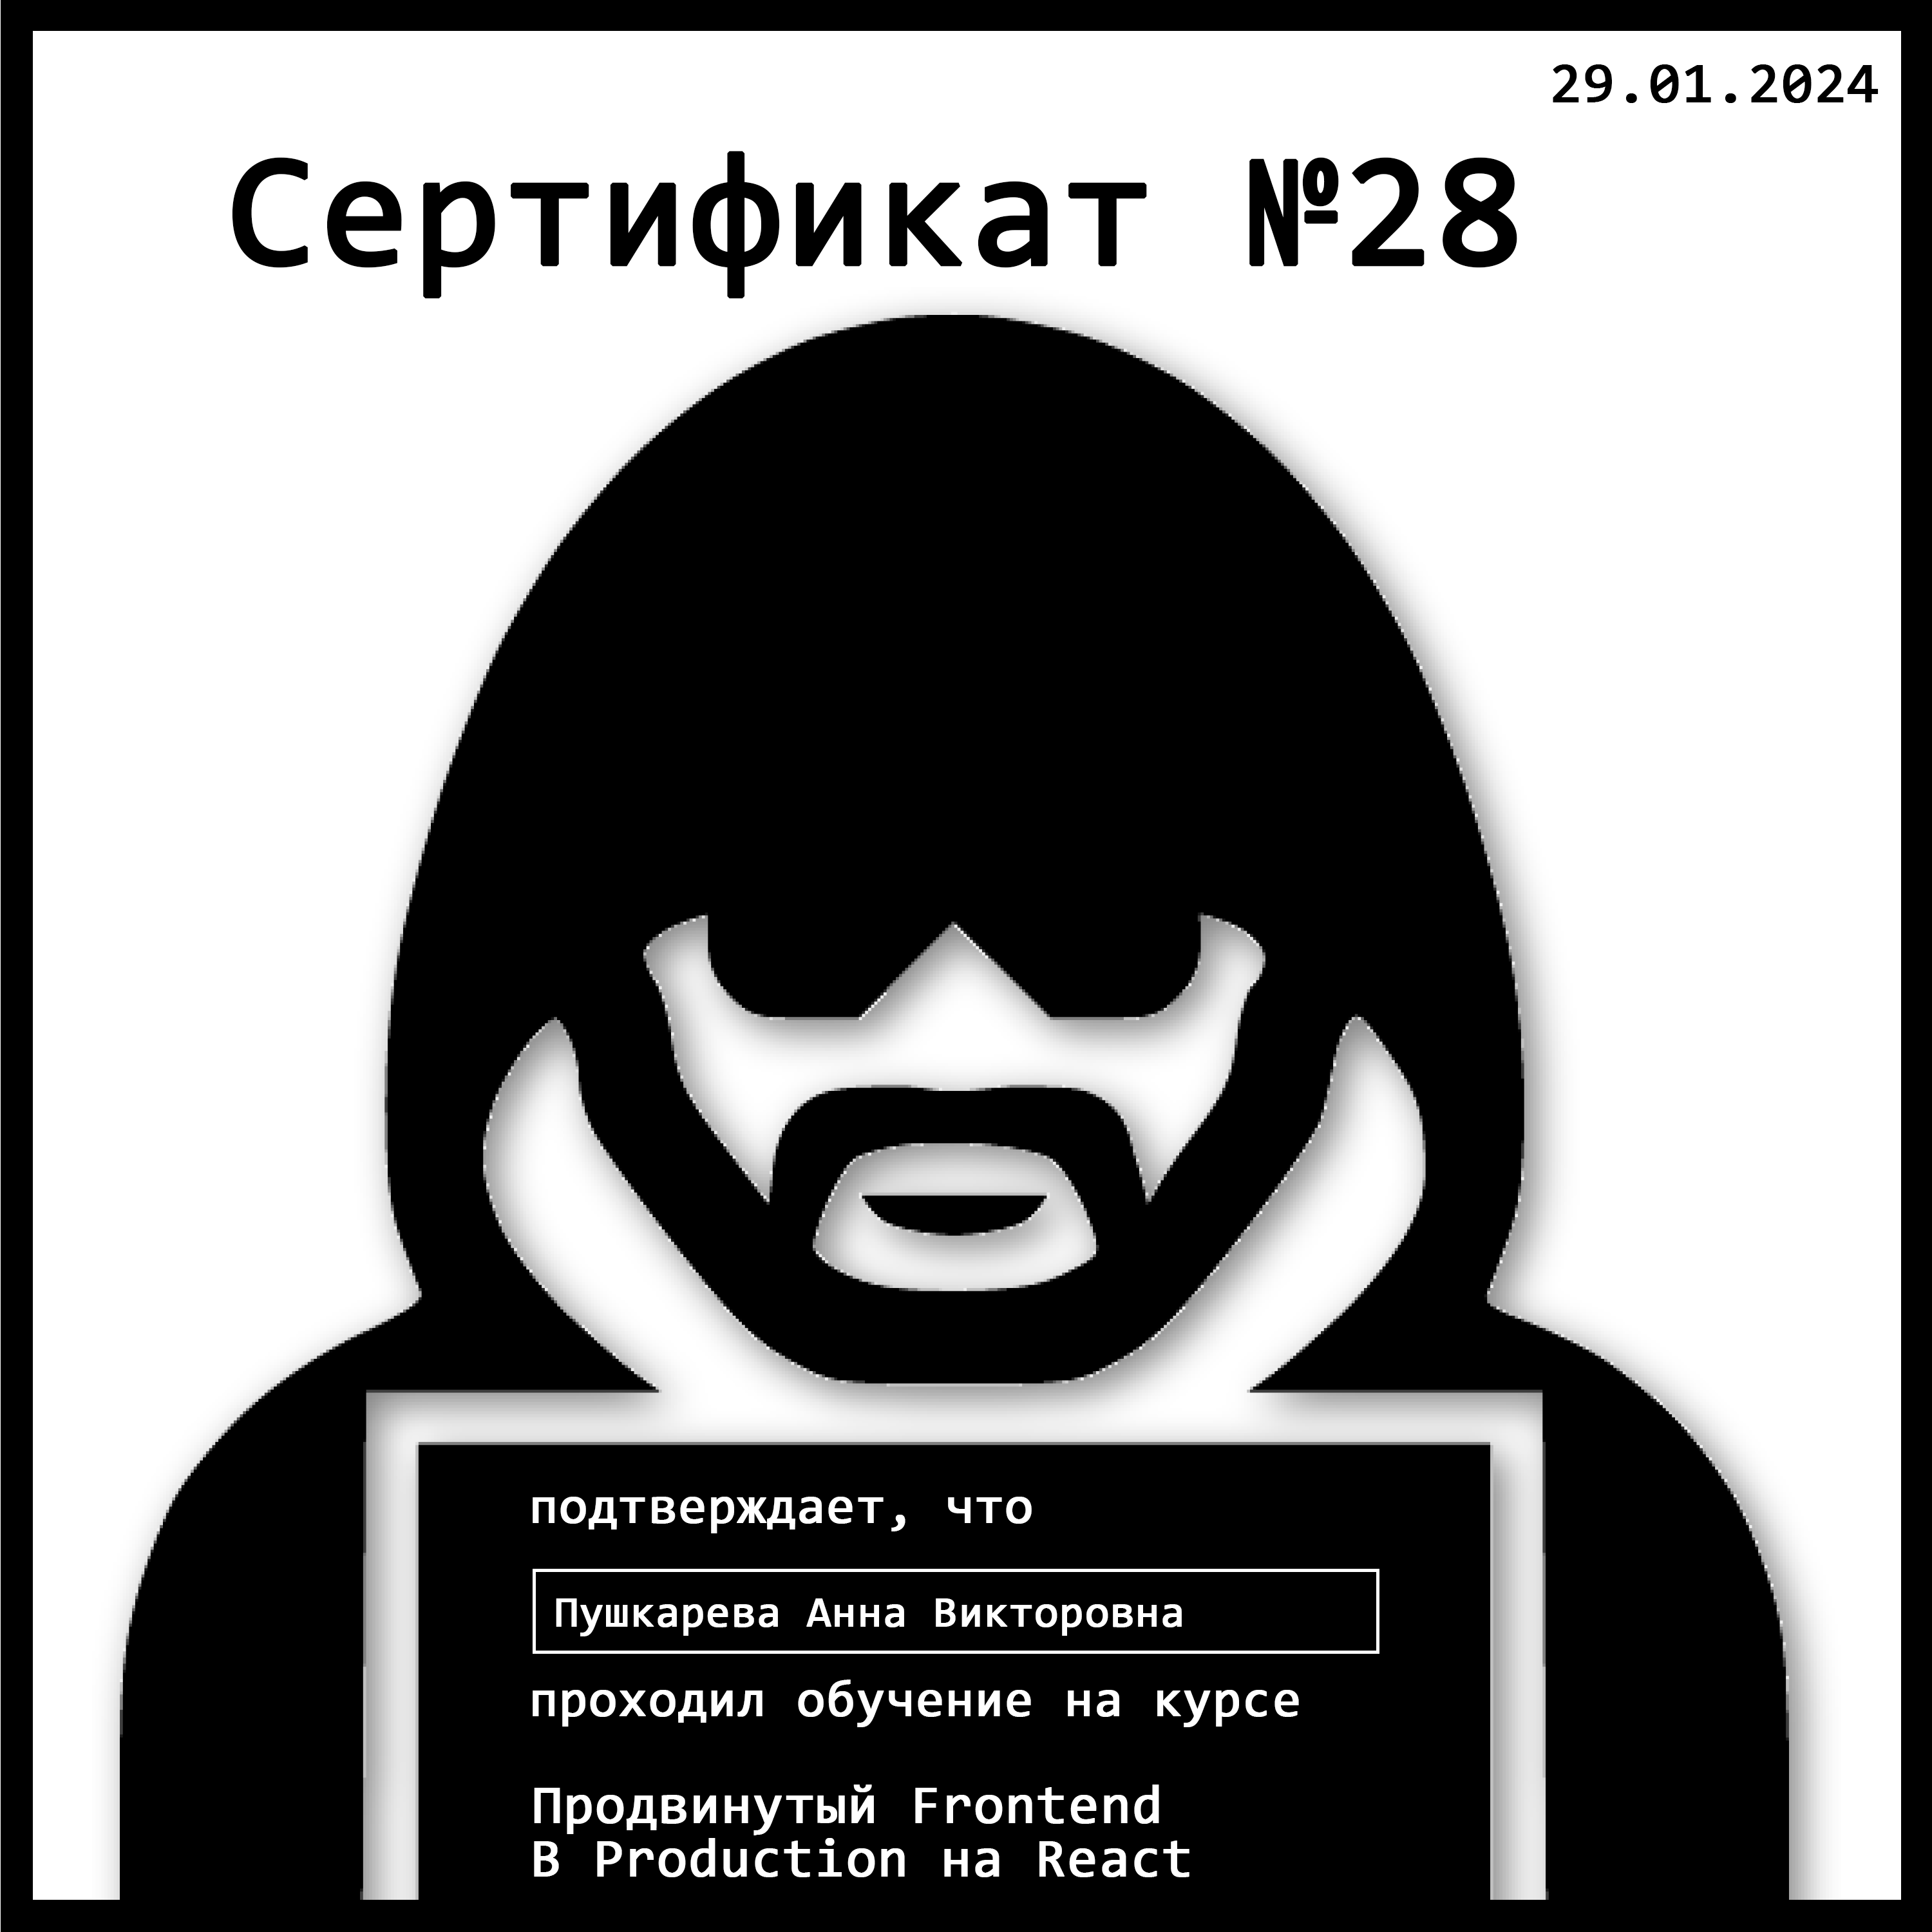 29.01.2024
Сертификат №28
подтверждает, что
Пушкарева Анна Викторовна
проходил обучение на курсе
Продвинутый Frontend
В Production на React